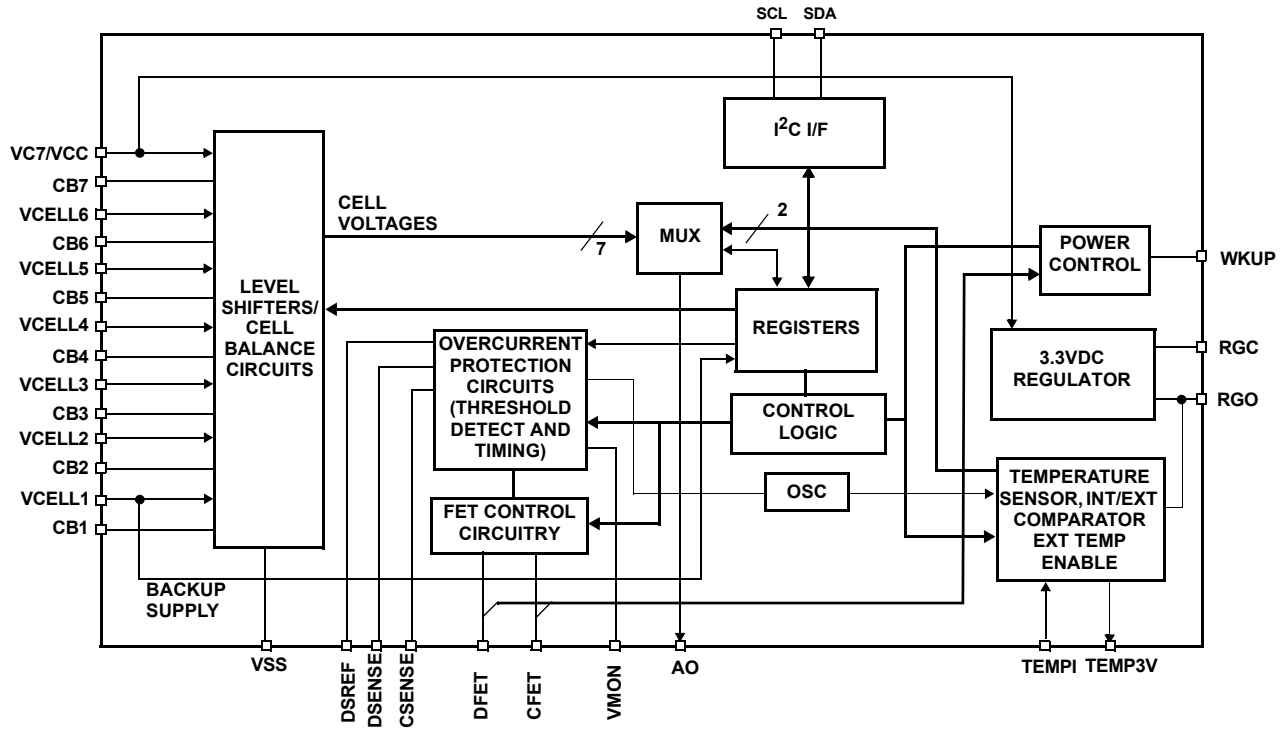 SCL SDA
I2C I/F
VC7/VCC
CB7
VCELL6
CB6
VCELL5
CB5
VCELL4
CB4
VCELL3
CB3
VCELL2
CB2
VCELL1
CB1
LEVEL
SHIFTERS/
CELL
BALANCE
CIRCUITS
CELL
VOLTAGES
7
MUX
2
REGISTERS
POWER
CONTROL
WKUP
3.3VDC
REGULATOR
RGC
RGO
OVERCURRENT
PROTECTION
CIRCUITS
(THRESHOLD
DETECT AND
TIMING)
CONTROL
LOGIC
OSC
TEMPERATURE
SENSOR, INT/EXT
COMPARATOR
EXT TEMP
ENABLE
FET CONTROL
CIRCUITRY
BACKUP
SUPPLY
VSS
DSREF
DSENSE
CSENSE
DFET
CFET
VMON
AO
TEMPI TEMP3V